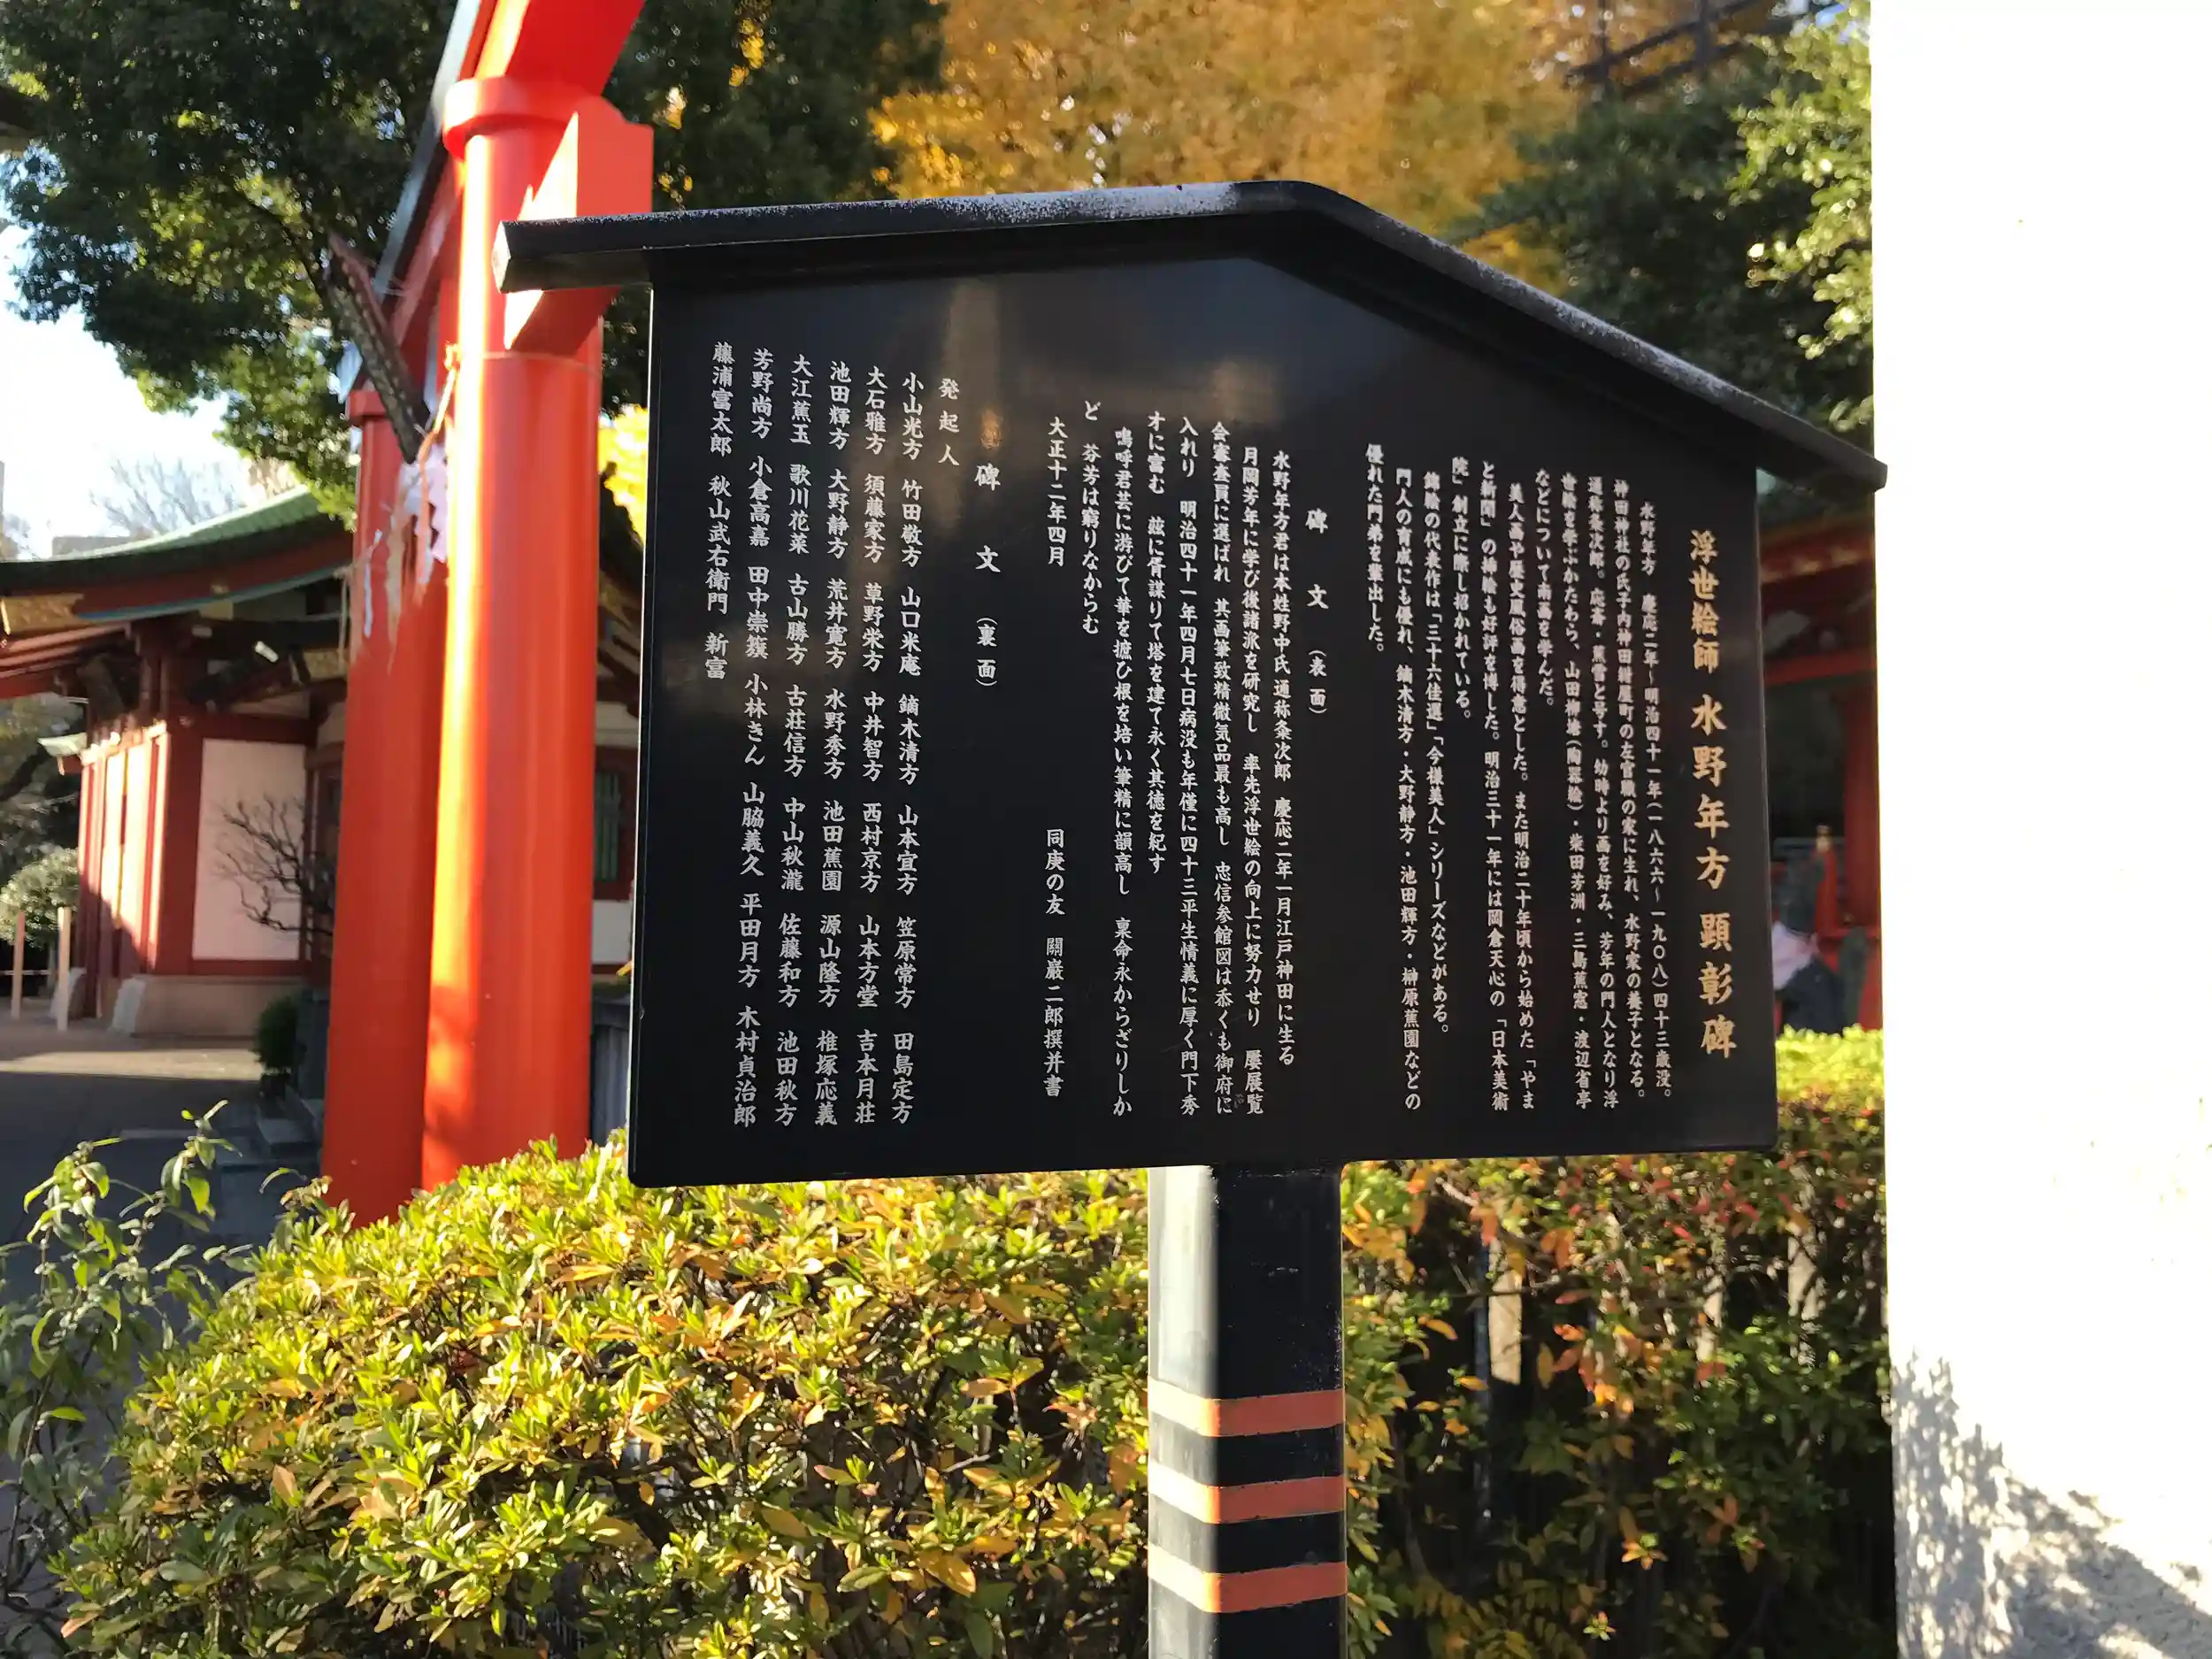 浮世絵師 水野年方 顕彰碑
水野年方 慶応二年～明治四十一年(一八六六～一九〇八)四十三歳没。
神田神社の氏子内神田紺屋町の左官職の家に生れ、水野家の養子となる。
通称粂次郎。応斎・蕉雪と号す。幼時より画を好み、芳年の門人となり浮
世絵を学ぶかたわら、山田柳塘(陶器絵)・柴田芳洲・三島蕉窓・渡辺省亭
などについて南画を学んだ。
美人画や歴史風俗画を得意とした。また明治二十年頃から始めた「やま
と新聞」の挿絵も好評を博した。明治三十一年には岡倉天心の「日本美術
院」創立に際し招かれている。
錦絵の代表作は「三十六佳選」「今様美人」シリーズなどがある。
門人の育成にも優れ、鏑木清方・大野静方・池田輝方・榊原蕉園などの
優れた門弟を輩出した。
碑 文 (表面)
水野年方君は本姓野中氏 通称粂次郎 慶応二年一月江戸神田に生る
月岡芳年に学び後諸派を研究し 率先浮世絵の向上に努力せり 屡展覧
会審査員に選ばれ 其画筆致精微気品最も高し 忠信参館図は忝くも御府に
入れり 明治四十一年四月七日病没も年僅に四十三平生情義に厚く門下秀
オに富む 茲に胥謀りて塔を建て永く其徳を紀す
嗚呼君芸に游びて華を摭ひ根を培い筆精に韻高し 稟命永からざりしか
ど 芬芳は窮りなからむ
大正十二年四月 同庚の友 關巌二郎撰并書
碑 文 (裏面)
発起人
小山光方 竹田敬方 山口米庵 鏑木清方 山本宜方 笠原常方 田島定方
大石雅方 須藤家方 草野栄方 中井智方 西村京方 山本方堂 吉本月荘
池田輝方 大野静方 荒井寛方 水野秀方 池田蕉園 源山隆方 椎塚応義
大江蕉玉 歌川花菜 古山勝方 古荘信方 中山秋瀧 佐藤和方 池田秋方
芳野尚方 小倉高嘉 田中崇簇 小林きん 山脇義久 平田月方 木村貞治郎
藤浦富太郎 秋山武右衛門 新富